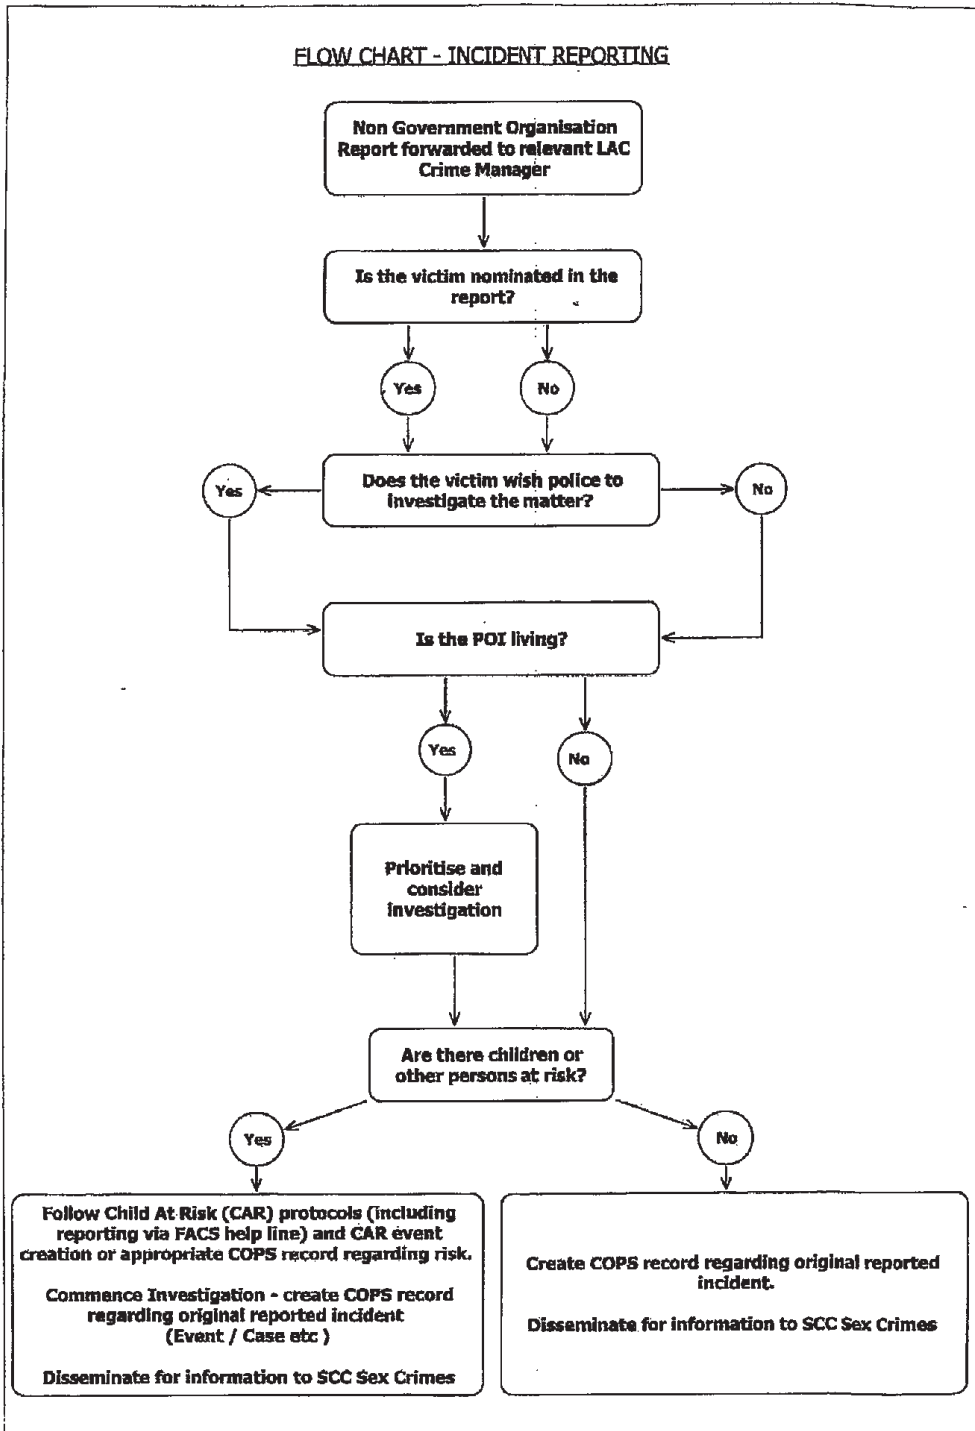 FLOW CHART - INCIDENT REPORTING
Non Government Organisation
Report forwarded to relevant LAC
Crime Manager
Is the victim nominated in the
report?
Yes
No
Does the victim wish police to
investigate the matter?
Yes
No
Is the POI living?
Yes
No
Prioritise and
consider
investigation
Are there children or
other persons at risk?
Yes
No
Follow Child At Risk (CAR) protocols (including
reporting via FACS help line) and CAR event
creation or appropriate COPS record regarding risk.
Commence Investigation - create COPS record
regarding original reported incident
(Event / Case etc )
Disseminate for information to SCC Sex Crimes
Create COPS record regarding original reported
incident.
Disseminate for information to SCC Sex Crimes